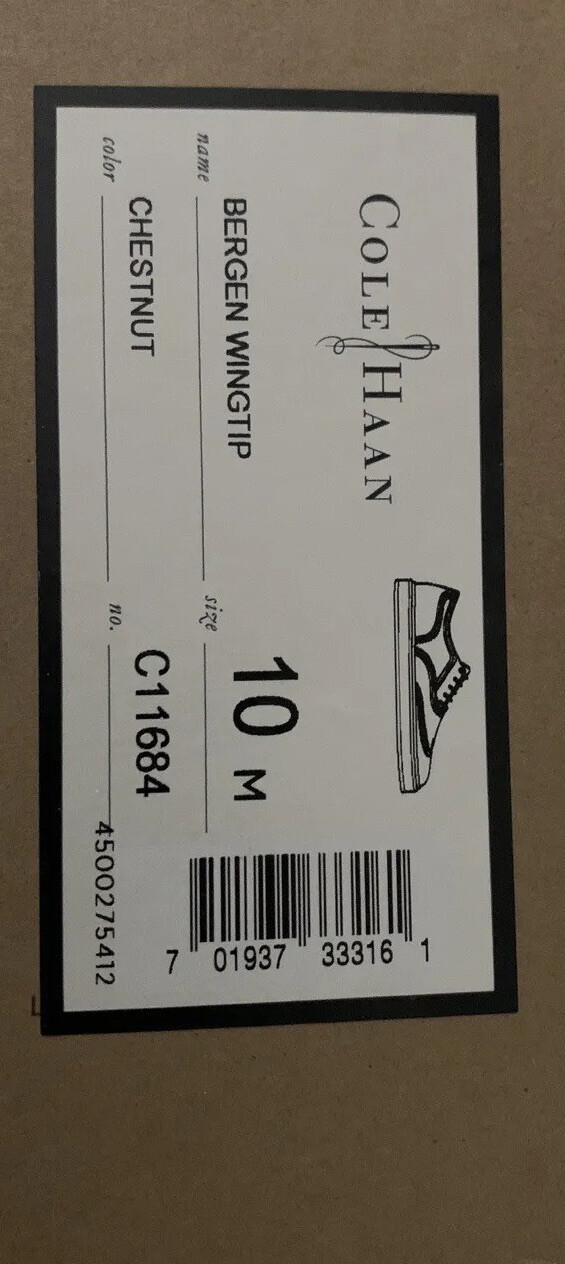 COLE HAAN
name BERGEN WINGTIP
size 10 M
color CHESTNUT
no. C11684
7 01937 33316 1
4500275412